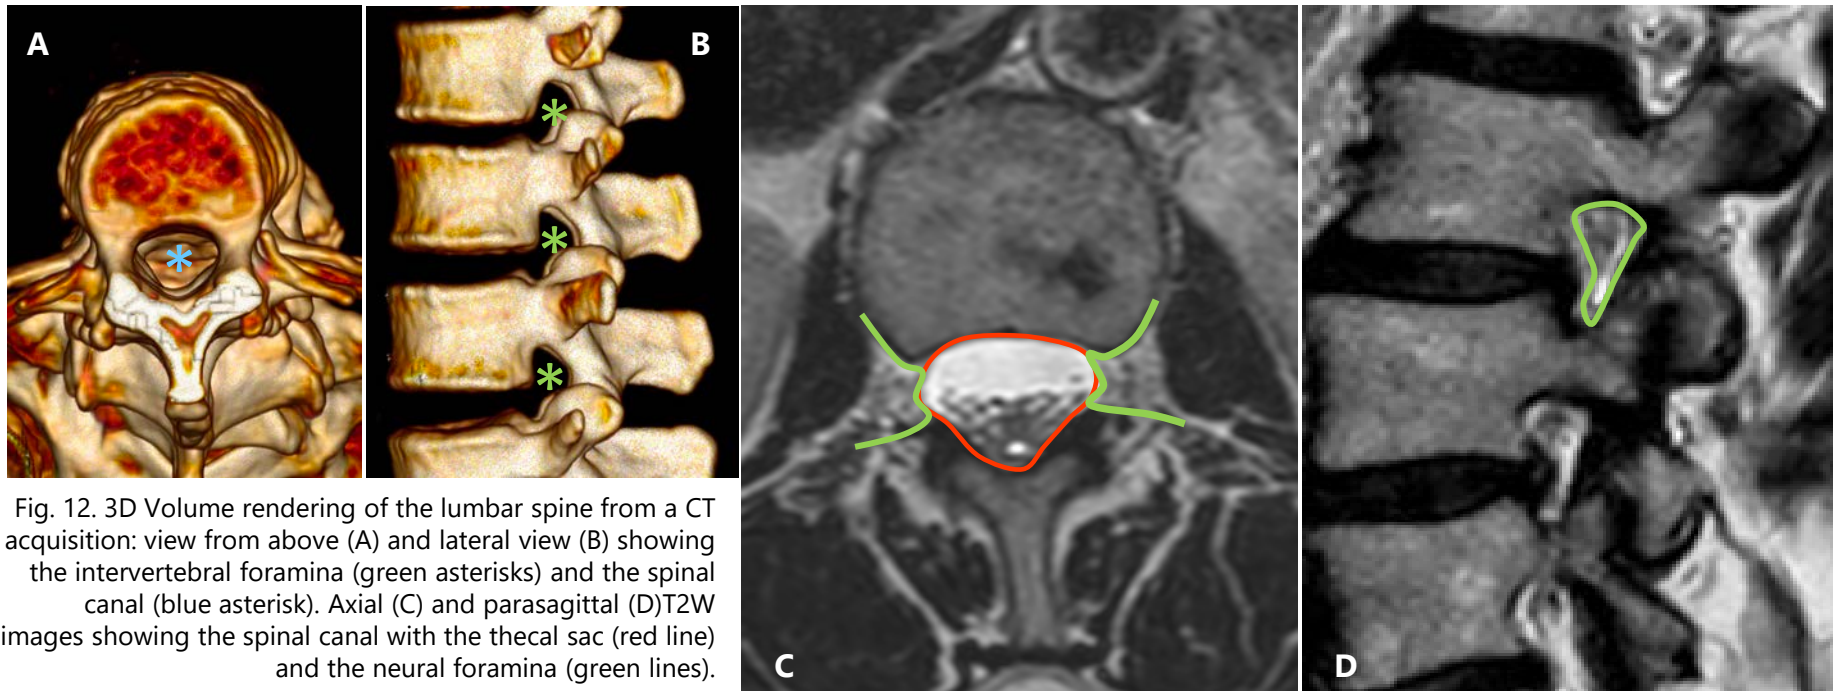 A
B
Fig. 12. 3D Volume rendering of the lumbar spine from a CT
acquisition: view from above (A) and lateral view (B) showing
the intervertebral foramina (green asterisks) and the spinal
canal (blue asterisk). Axial (C) and parasagittal (D)T2W
images showing the spinal canal with the thecal sac (red line)
and the neural foramina (green lines).
C
D